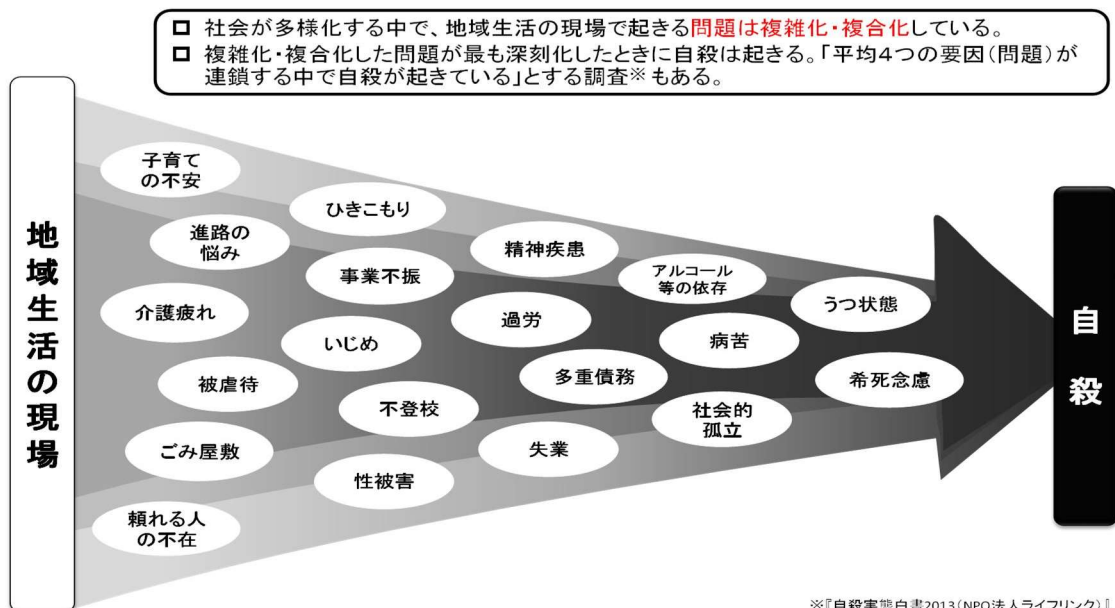 □ 社会が多様化する中で、地域生活の現場で起きる問題は複雑化・複合化している。
□ 複雑化・複合化した問題が最も深刻化したときに自殺は起きる。「平均4つの要因(問題)が
連鎖する中で自殺が起きている」とする調査※もある。
地域生活の現場
子育て
の不安
進路の
悩み
介護疲れ
被虐待
ごみ屋敷
頼れる人
の不在
ひきこもり
事業不振
いじめ
不登校
性被害
精神疾患
過労
多重債務
失業
アルコール
等の依存
病苦
社会的
孤立
うつ状態
希死念慮
自殺
※『自殺実態白書2013(NPO法人ライフリンク)』